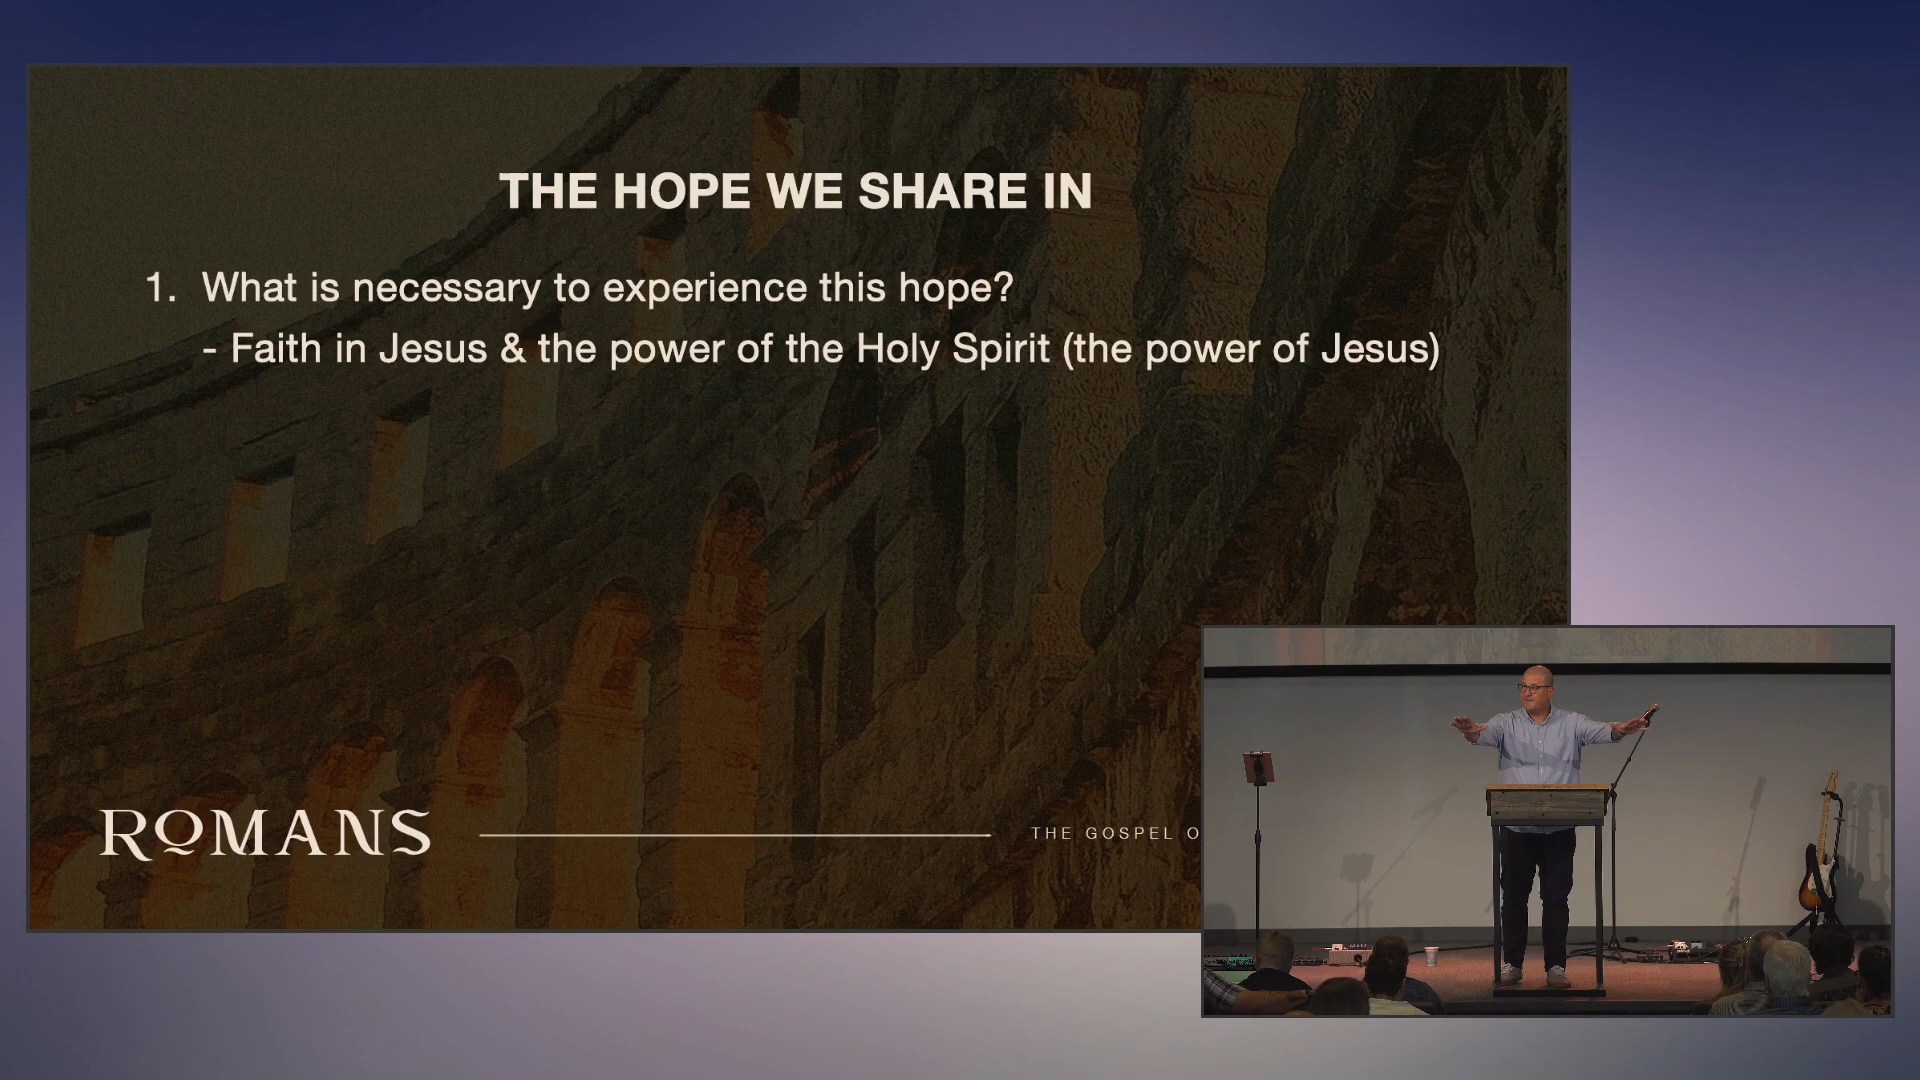 THE HOPE WE SHARE IN
1. What is necessary to experience this hope?
- Faith in Jesus & the power of the Holy Spirit (the power of Jesus)
ROMANS
THE GOSPEL